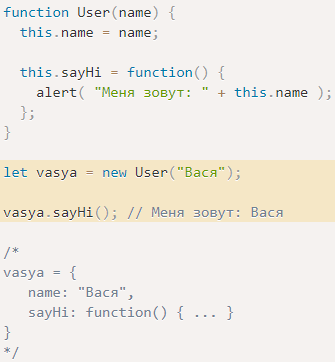 function User(name) {
  this.name = name;

  this.sayHi = function() {
    alert( "Меня зовут: " + this.name );
  };
}

let vasya = new User("Вася");

vasya.sayHi(); // Меня зовут: Вася

/*
vasya = {
   name: "Вася",
   sayHi: function() { ... }
}
*/